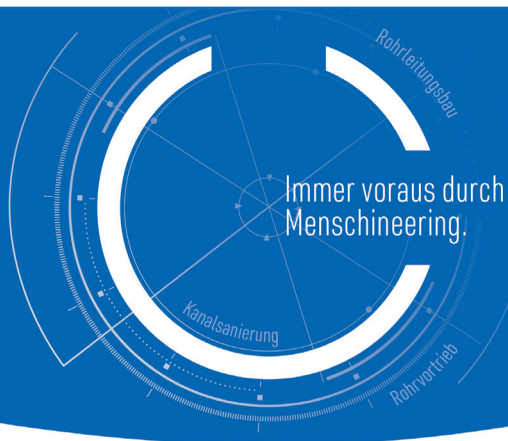 Rohrleitungsbau
Immer voraus durch
Menschineering.
Kanalsanierung
Rohrvortrieb